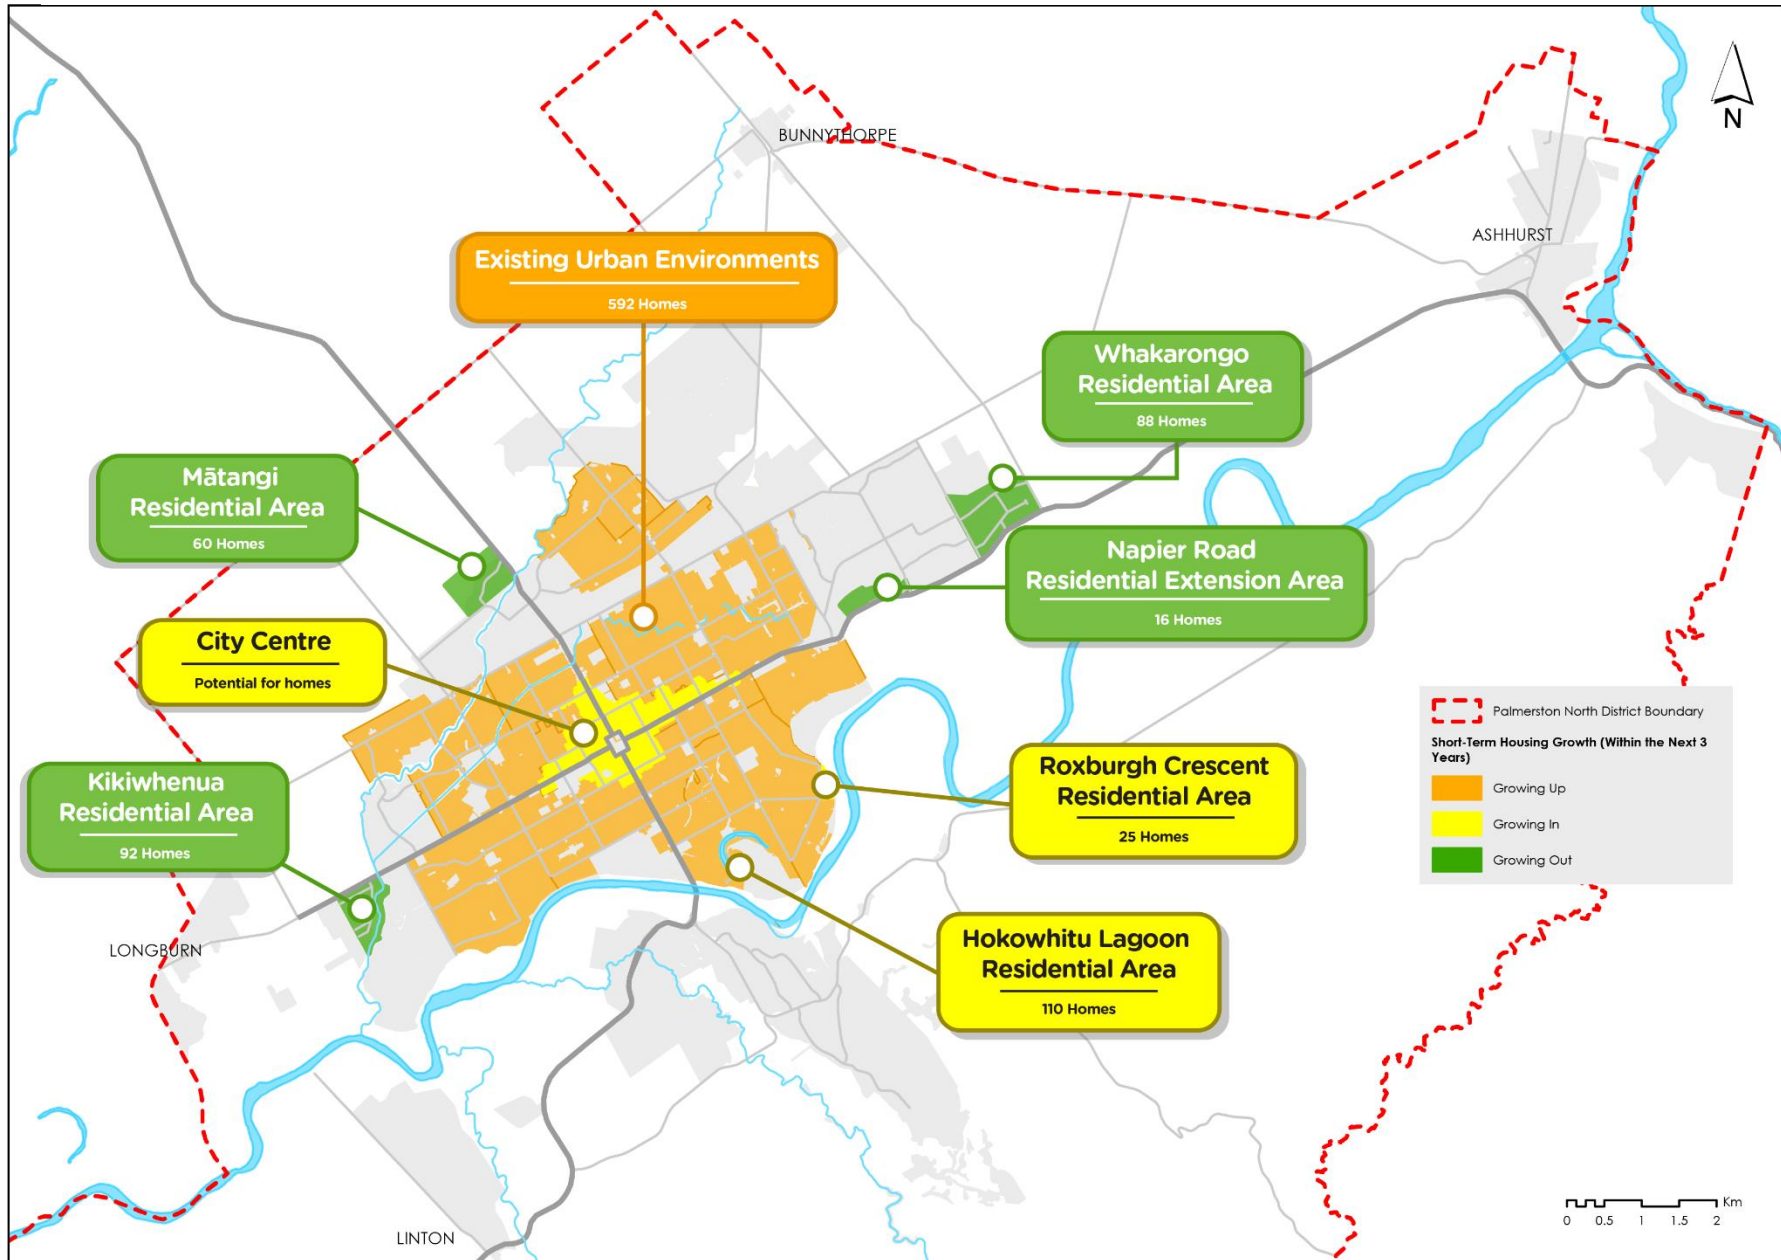 N
BUNNYTHORPE
ASHHURST
Existing Urban Environments
592 Homes
Whakarongo
Residential Area
88 Homes
Mātangi
Residential Area
60 Homes
Napier Road
Residential Extension Area
16 Homes
City Centre
Potential for homes
Kikiwhenua
Residential Area
92 Homes
Roxburgh Crescent
Residential Area
25 Homes
Hokowhitu Lagoon
Residential Area
110 Homes
LONGBURN
LINTON
Palmerston North District Boundary
Short-Term Housing Growth (Within the Next 3
Years)
Growing Up
Growing In
Growing Out
Km
0 0.5 1 1.5 2